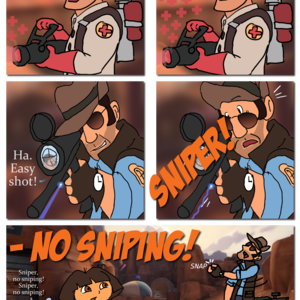 Ha.
Easy
shot! -
SNIPER!
- NO SNIPING!
Sniper,
no sniping!
Sniper,
no sniping!
SNAP